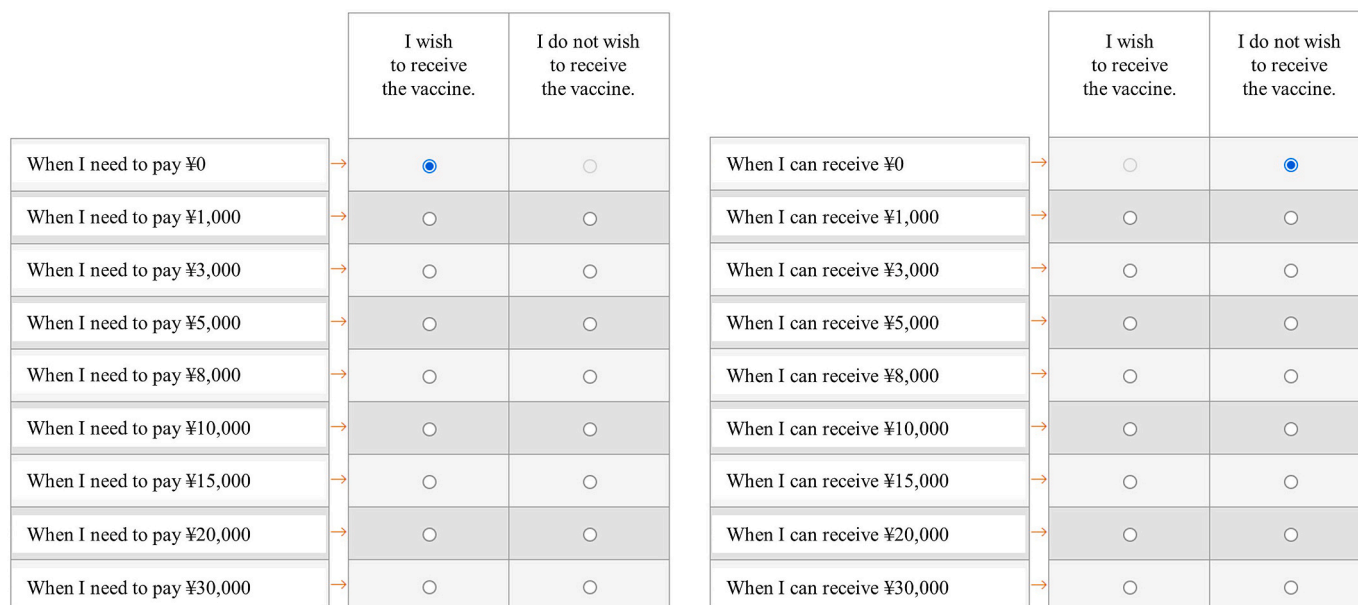 I wish
to receive
the vaccine.
I do not wish
to receive
the vaccine.
When I need to pay ¥0
→
When I need to pay ¥1,000
→
When I need to pay ¥3,000
→
When I need to pay ¥5,000
→
When I need to pay ¥8,000
→
When I need to pay ¥10,000
→
When I need to pay ¥15,000
→
When I need to pay ¥20,000
→
When I need to pay ¥30,000
→
I wish
to receive
the vaccine.
I do not wish
to receive
the vaccine.
When I can receive ¥0
→
When I can receive ¥1,000
→
When I can receive ¥3,000
→
When I can receive ¥5,000
→
When I can receive ¥8,000
→
When I can receive ¥10,000
→
When I can receive ¥15,000
→
When I can receive ¥20,000
→
When I can receive ¥30,000
→